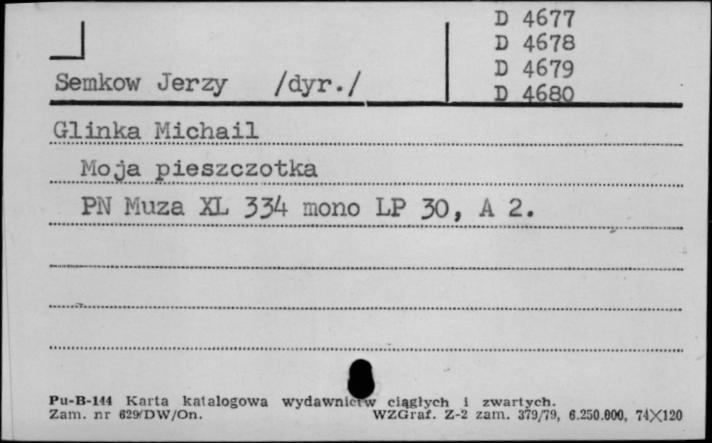 D 4677
D 4678
D 4679
D 4680
Semkow Jerzy /dyr./
Glinka Michail
Moja pieszczotka
PN Muza XL 334 mono LP 30, A 2.
Pu-B-144 Karta katalogowa wydawnictw ciągłych i zwartych.
Zam. nr 629/DW/On. WZGraf. Z-2 zam. 379/79, 6.250.000, 74×120